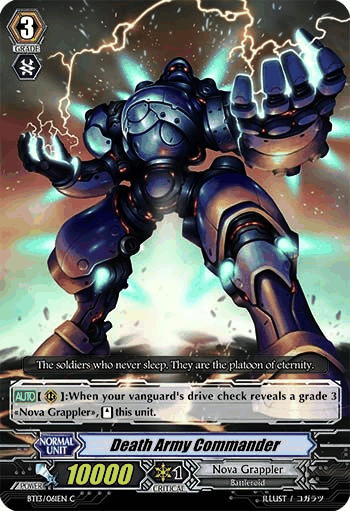 3
GRADE
The soldiers who never sleep. They are the platoon of eternity.
AUTO [ ]:When your vanguard's drive check reveals a grade 3
«Nova Grappler», this unit.
NORMAL
UNIT
Death Army Commander
POWER 10000 1
CRITICAL
Nova Grappler
Battleroid
BT13/061EN C
ILLUST / コガラツ